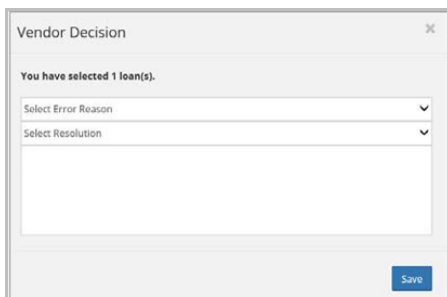 Vendor Decision
You have selected 1 loan(s).
Select Error Reason
Select Resolution
Save